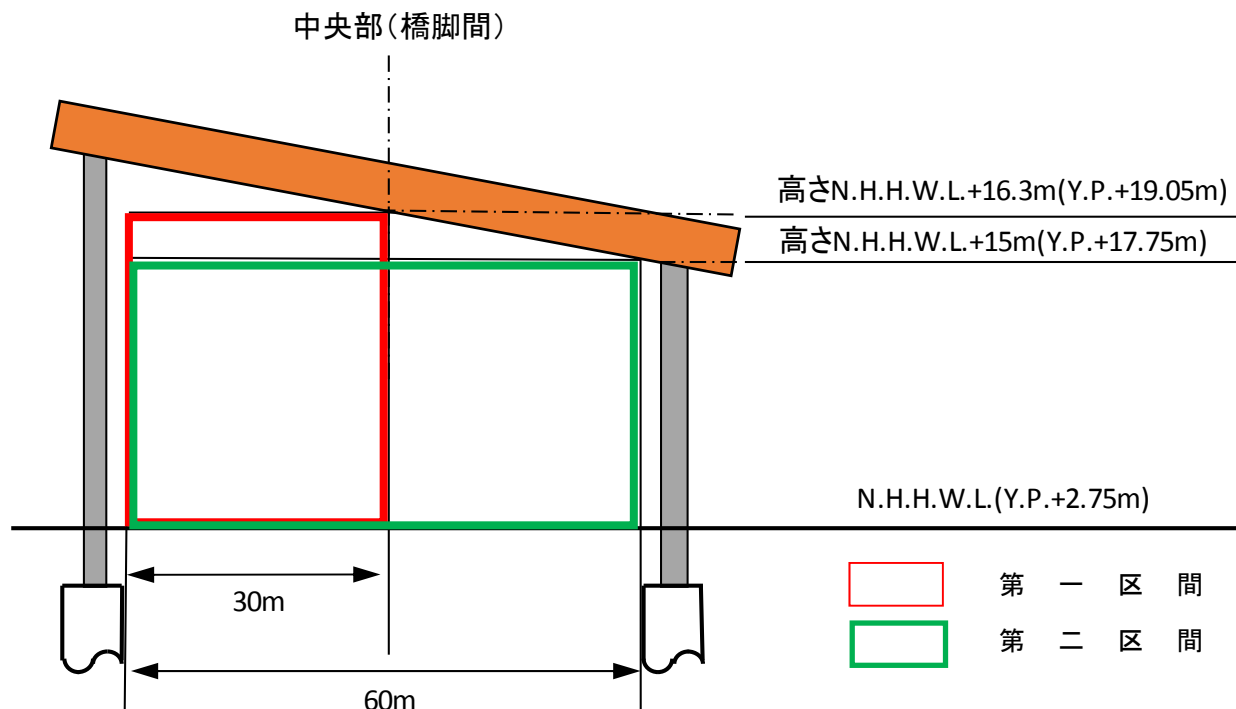 中央部（橋脚間）
高さN.H.H.W.L.+16.3m(Y.P.+19.05m)
高さN.H.H.W.L.+15m(Y.P.+17.75m)
N.H.H.W.L.(Y.P.+2.75m)
30m
第一区間
第二区間
60m